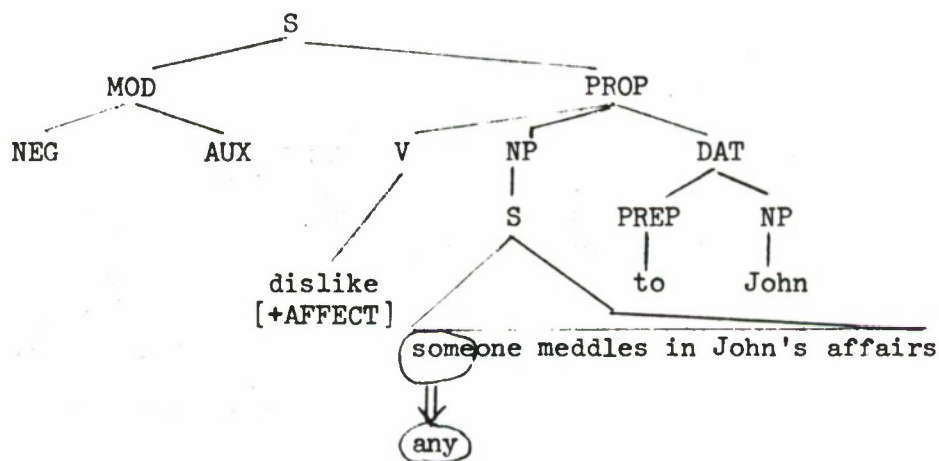 S
MOD PROP
NEG AUX V NP DAT
S PREP NP
dislike to John
[+AFFECT]
someone meddles in John's affairs
any